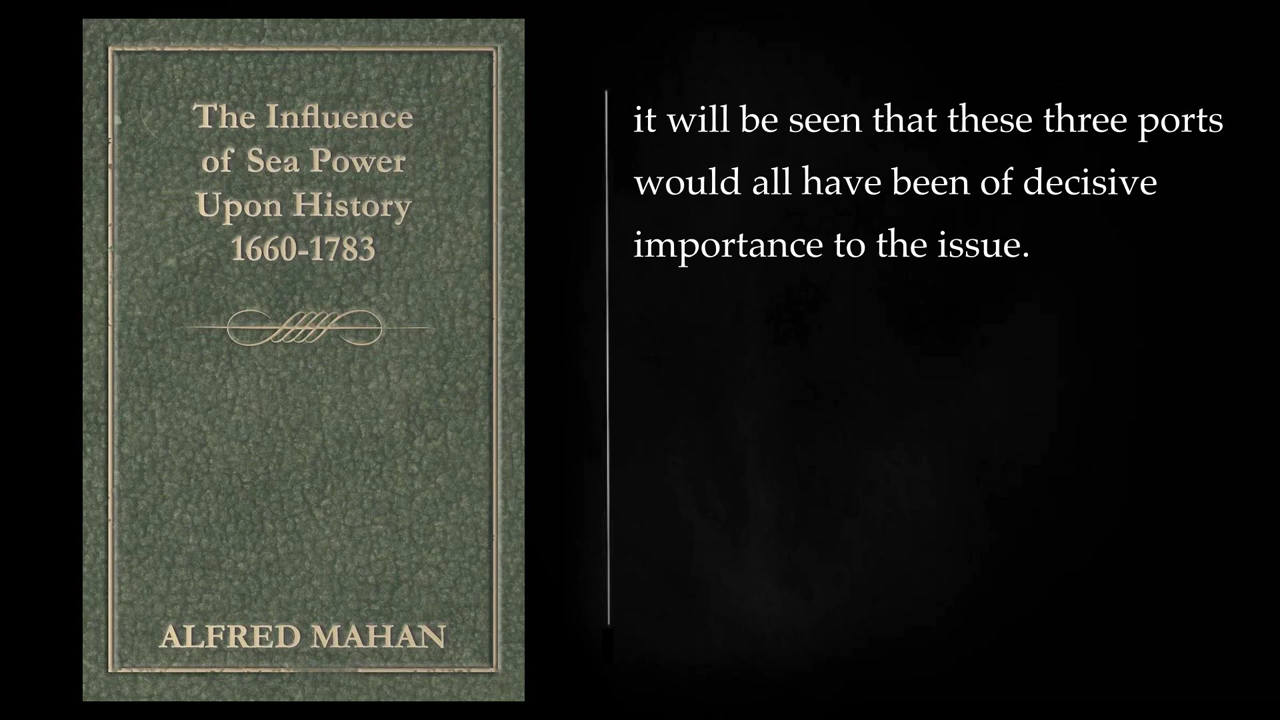 The Influence
of Sea Power
Upon History
1660-1783
ALFRED MAHAN
it will be seen that these three ports
would all have been of decisive
importance to the issue.